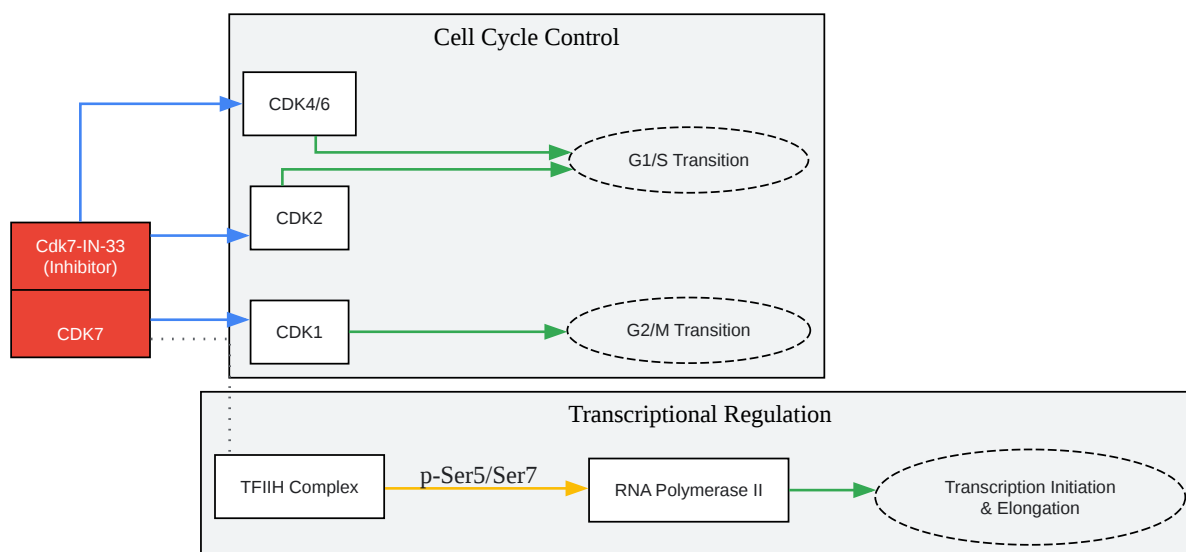 Cell Cycle Control
CDK4/6
G1/S Transition
CDK2
Cdk7-IN-33
(Inhibitor)
CDK7
CDK1
G2/M Transition
Transcriptional Regulation
TFIIH Complex
p-Ser5/Ser7
RNA Polymerase II
Transcription Initiation
& Elongation